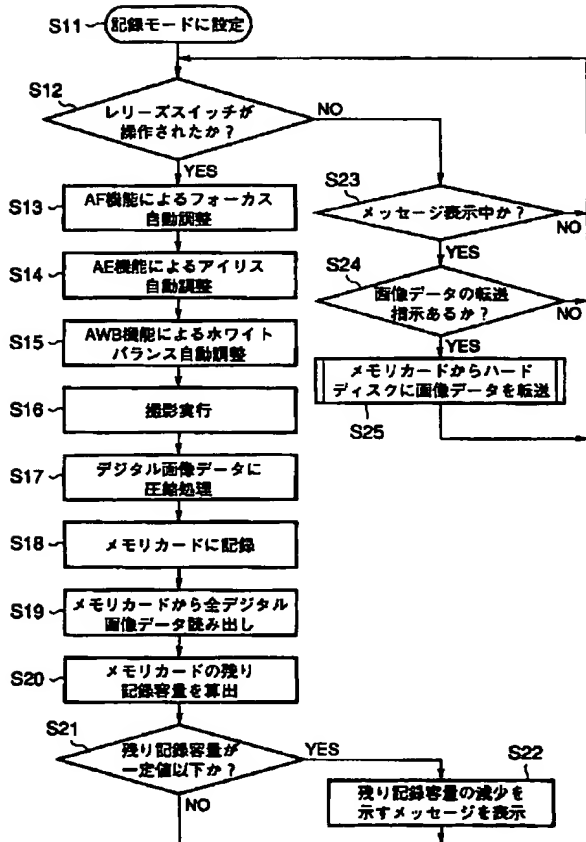 S11
記録モードに設定
S12
レリーズスイッチが
操作されたか？
NO
YES
S13
AF機能によるフォーカス
自動調整
S14
AE機能によるアイリス
自動調整
S15
AWB機能によるホワイト
バランス自動調整
S16
撮影実行
S17
デジタル画像データに
圧縮処理
S18
メモリカードに記録
S19
メモリカードから全デジタル
画像データ読み出し
S20
メモリカードの残り
記録容量を算出
S21
残り記録容量が
一定値以下か？
YES
NO
S22
残り記録容量の減少を
示すメッセージを表示
S23
メッセージ表示中か？
NO
YES
S24
画像データの転送
指示あるか？
NO
YES
メモリカードからハード
ディスクに画像データを転送
S25